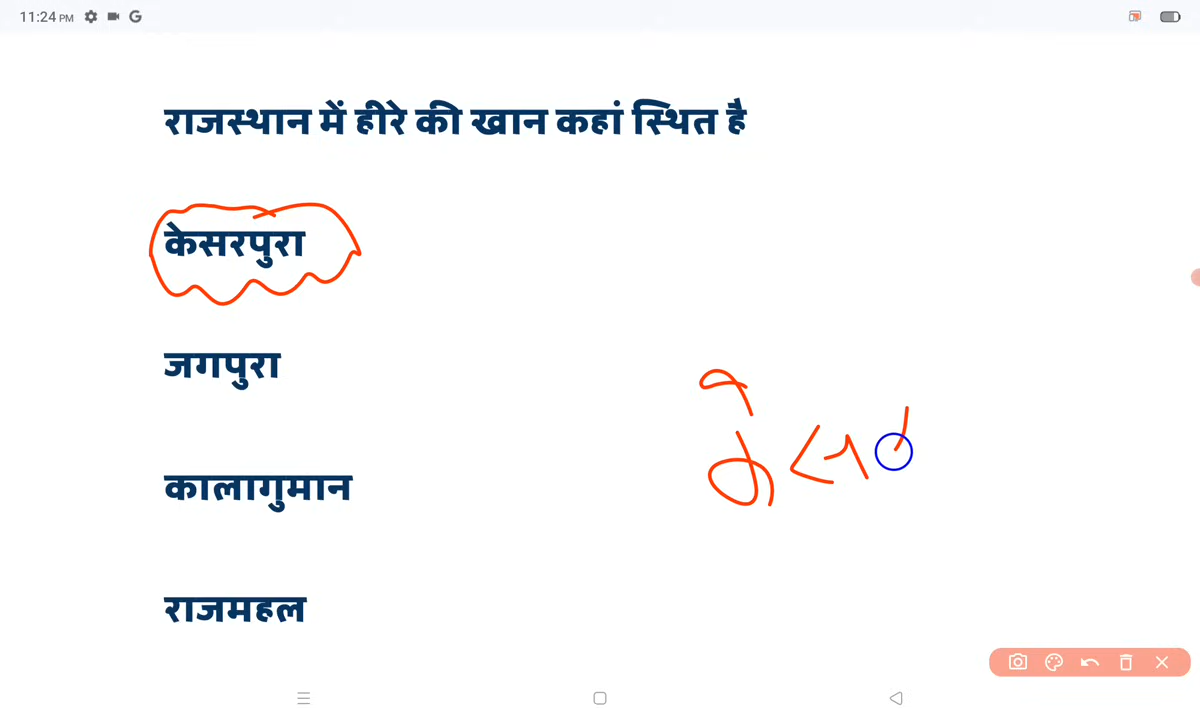 11:24 PM
राजस्थान में हीरे की खान कहां स्थित है
केसरपुरा
जगपुरा
कालागुमान
राजमहल